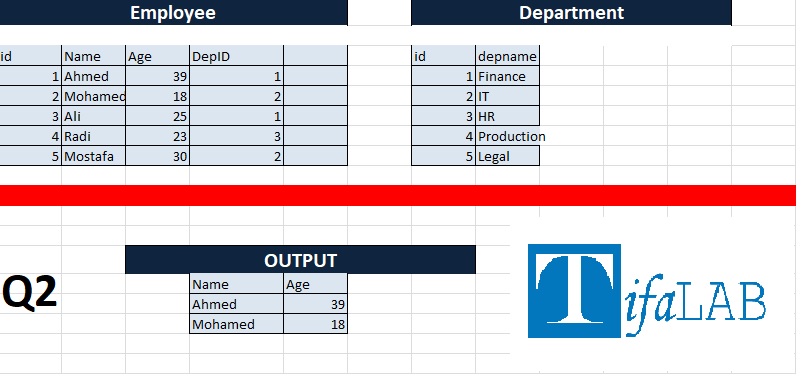 Employee Department
id Name Age DepID id depname
1 Ahmed 39 1 1 Finance
2 Mohamed 18 2 2 IT
3 Ali 25 1 3 HR
4 Radi 23 3 4 Production
5 Mostafa 30 2 5 Legal
OUTPUT
Q2
Name Age
Ahmed 39
Mohamed 18
TifaLAB